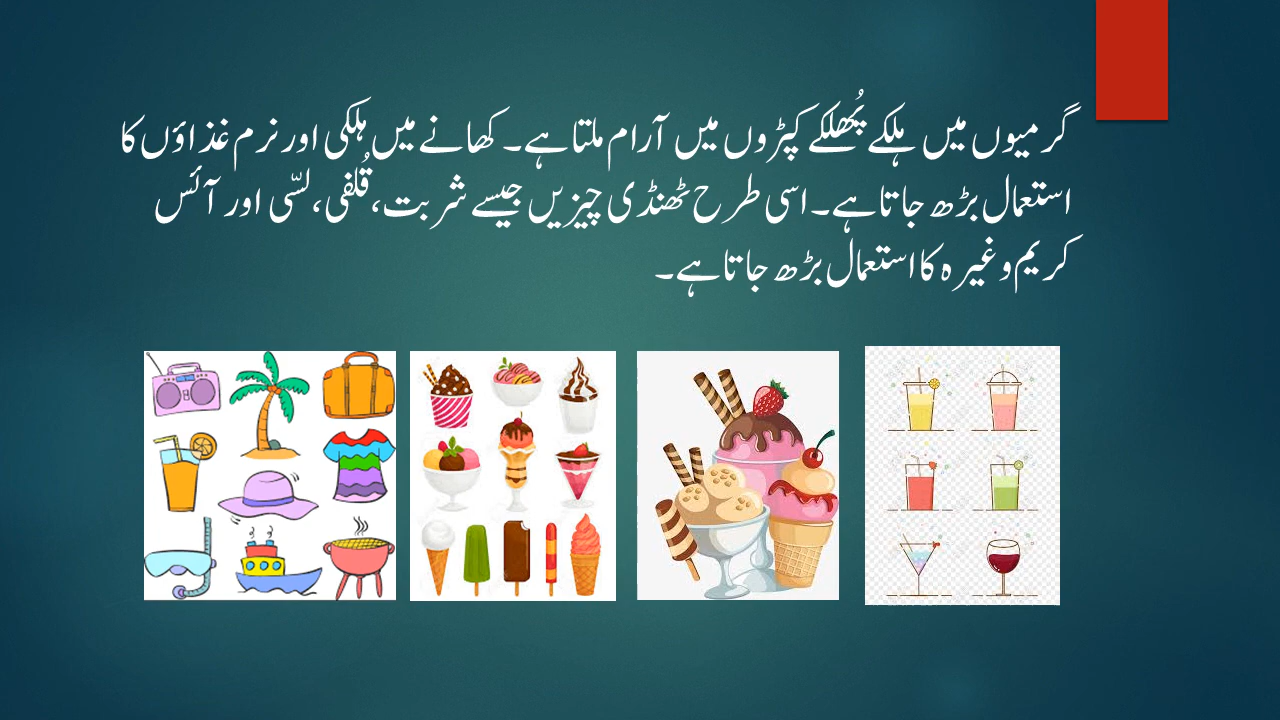 گرمیوں میں ہلکے پُھلکے کپڑوں میں آرام ملتا ہے۔ کھانے میں ہلکی اور نرم غذاؤں کا
استعمال بڑھ جاتا ہے۔ اسی طرح ٹھنڈی چیزیں جیسے شربت، قُلفی، لسّی اور آئس
کریم وغیرہ کا استعمال بڑھ جاتا ہے۔